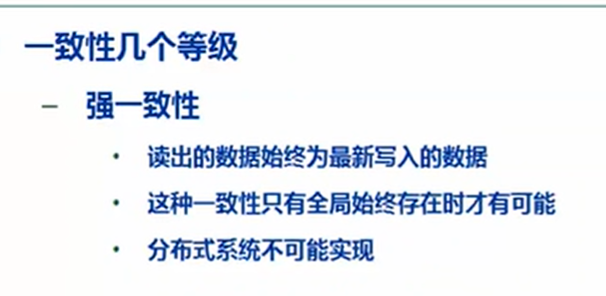 一致性几个等级
– 强一致性
• 读出的数据始终为最新写入的数据
• 这种一致性只有全局始终存在时才有可能
• 分布式系统不可能实现